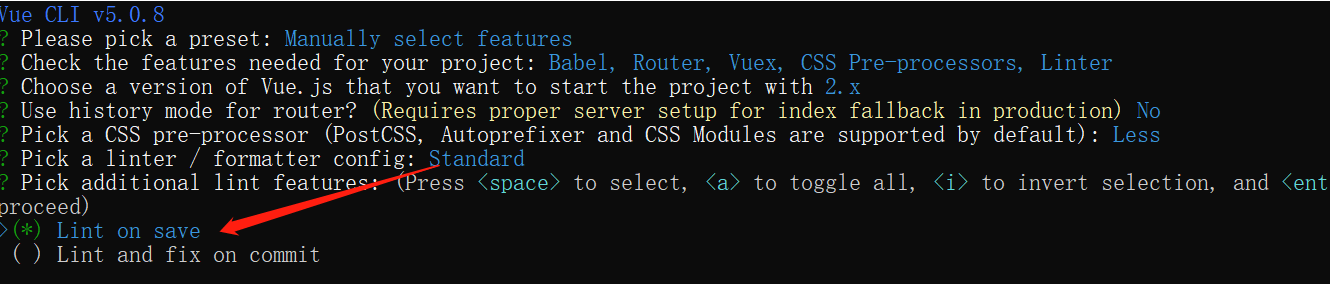 Vue CLI v5.0.8
? Please pick a preset: Manually select features
? Check the features needed for your project: Babel, Router, Vuex, CSS Pre-processors, Linter
? Choose a version of Vue.js that you want to start the project with 2.x
? Use history mode for router? (Requires proper server setup for index fallback in production) No
? Pick a CSS pre-processor (PostCSS, Autoprefixer and CSS Modules are supported by default): Less
? Pick a linter / formatter config: Standard
? Pick additional lint features: (Press <space> to select, <a> to toggle all, <i> to invert selection, and <ent
proceed)
>(*) Lint on save
( ) Lint and fix on commit